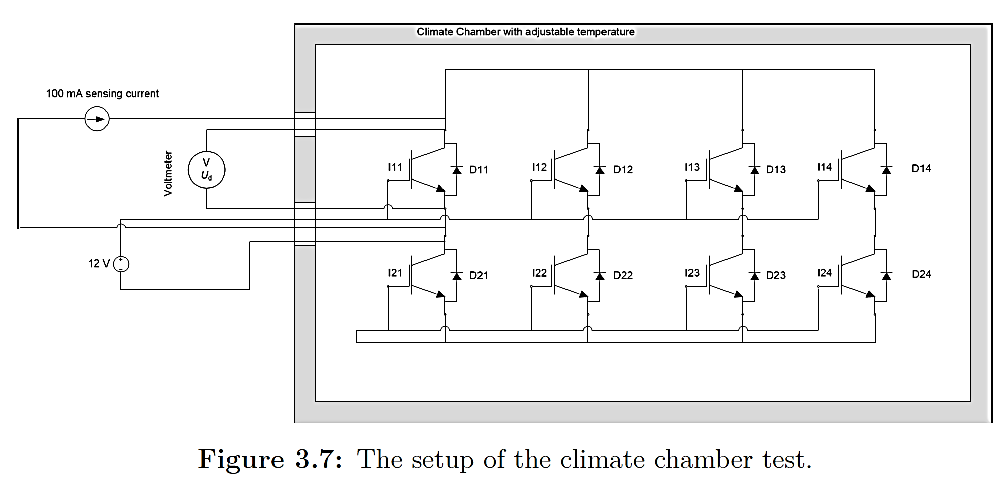 Climate Chamber with adjustable temperature
100 mA sensing current
Voltmeter
V
Ud
12 V
I11
D11
I12
D12
I13
D13
I14
D14
I21
D21
I22
D22
I23
D23
I24
D24
Figure 3.7: The setup of the climate chamber test.